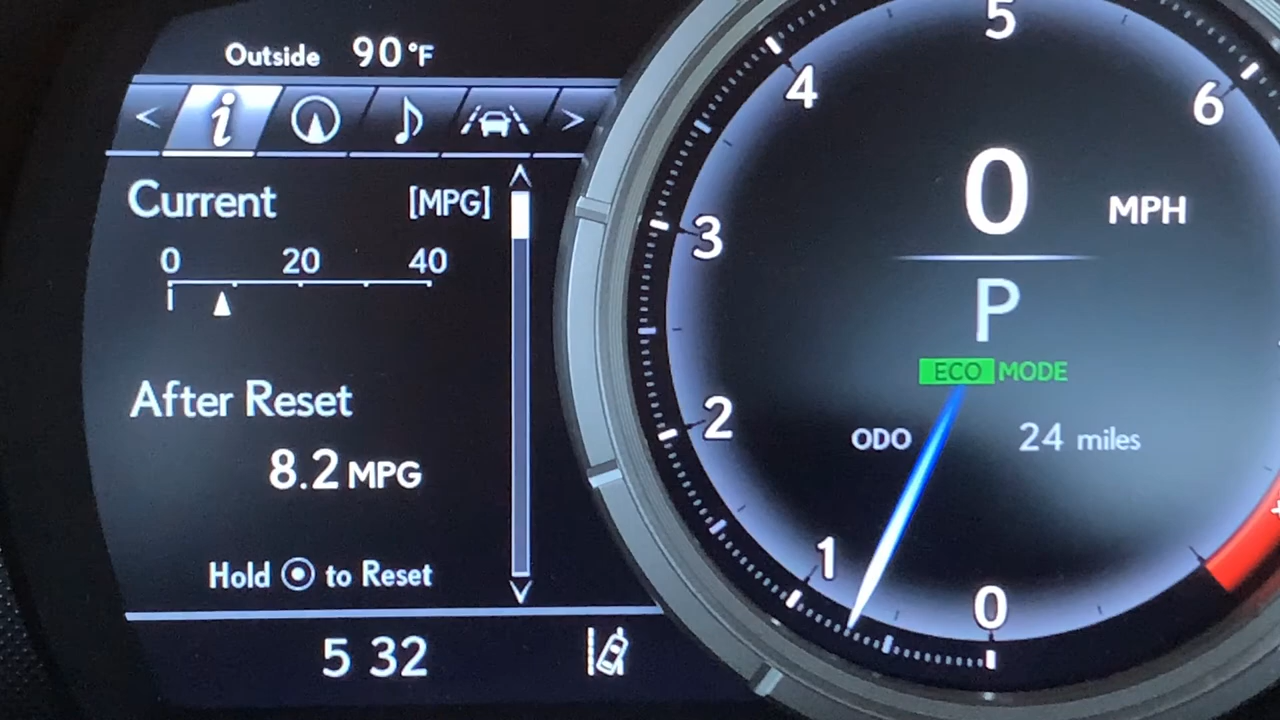 Outside 90°F
< i >
Current [MPG]
0 20 40
After Reset
8.2 MPG
Hold to Reset
5 32
5
4
6
3
2
1
0
0 MPH
P
ECO MODE
ODO 24 miles